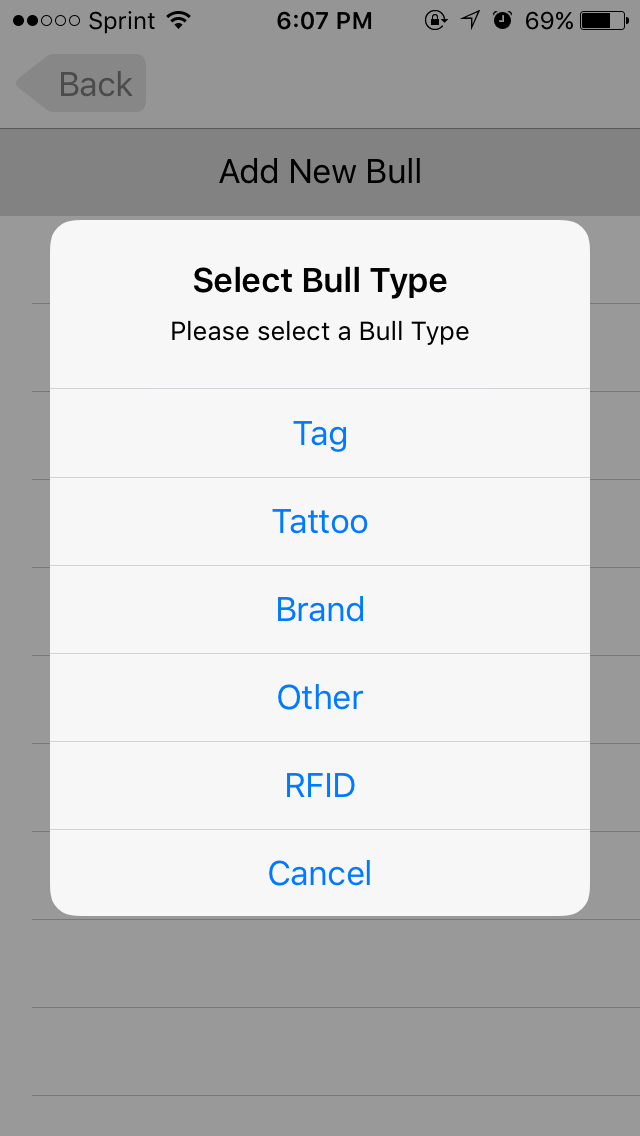 Sprint 6:07 PM 69%
Back
Add New Bull
Select Bull Type
Please select a Bull Type
Tag
Tattoo
Brand
Other
RFID
Cancel